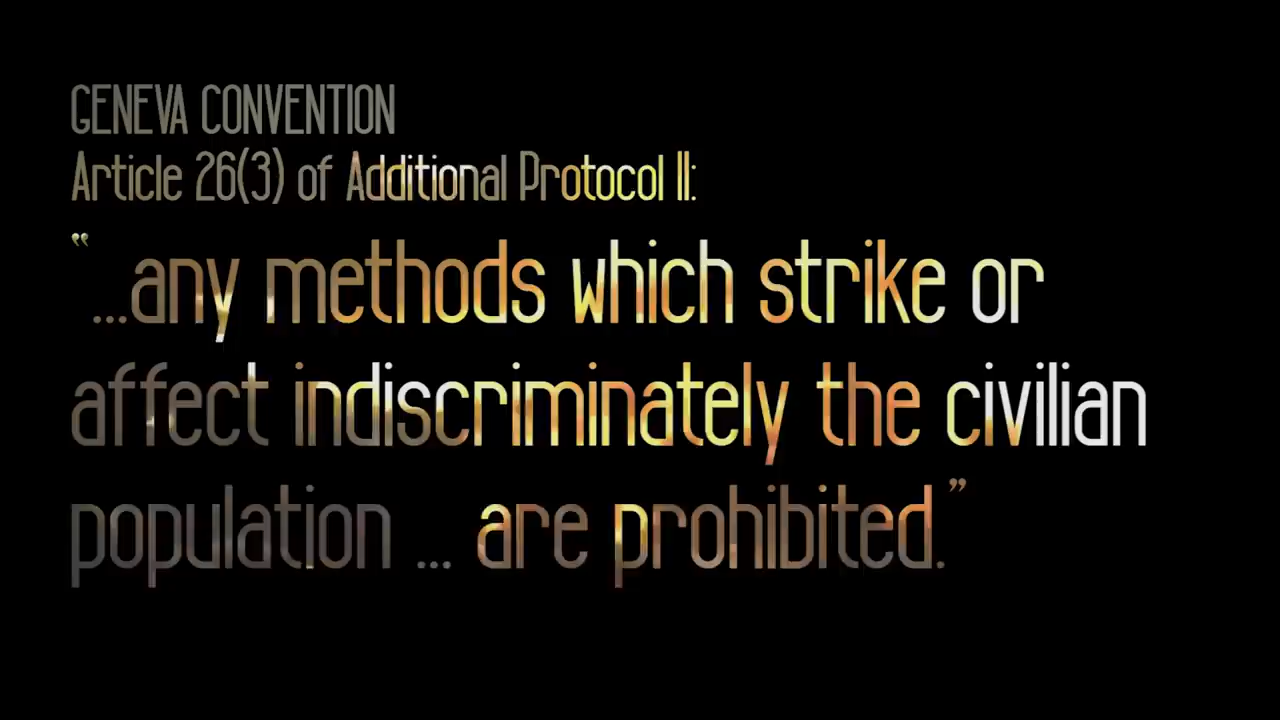 GENEVA CONVENTION
Article 26(3) of Additional Protocol II:
“...any methods which strike or
affect indiscriminately the civilian
population ... are prohibited.”